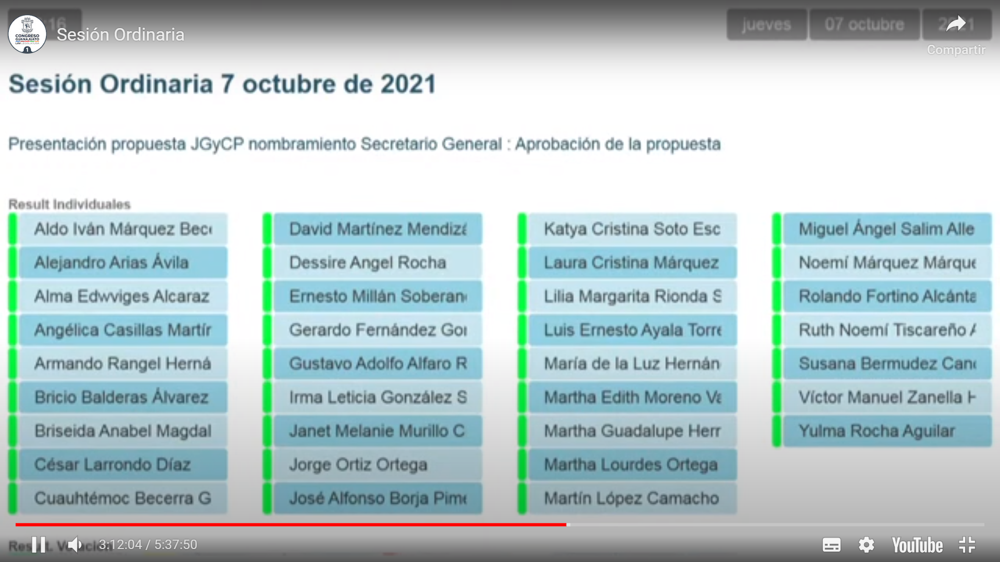 jueves 07 octubre
CONGRESO
GUANAJUATO
LXV LEGISLATURA
1
Sesión Ordinaria
Compartir
Sesión Ordinaria 7 octubre de 2021
Presentación propuesta JGyCP nombramiento Secretario General : Aprobación de la propuesta
Result Individuales
Aldo Iván Márquez Bec
Alejandro Arias Ávila
Alma Edwviges Alcaraz
Angélica Casillas Martír
Armando Rangel Herná
Bricio Balderas Álvarez
Briseida Anabel Magdal
César Larrondo Díaz
Cuauhtémoc Becerra G
David Martínez Mendizá
Dessire Angel Rocha
Ernesto Millán Soberan
Gerardo Fernández Go
Gustavo Adolfo Alfaro R
Irma Leticia González S
Janet Melanie Murillo C
Jorge Ortiz Ortega
José Alfonso Borja Pime
Katya Cristina Soto Esc
Laura Cristina Márquez
Lilia Margarita Rionda S
Luis Ernesto Ayala Torre
María de la Luz Hernán
Martha Edith Moreno Va
Martha Guadalupe Herr
Martha Lourdes Ortega
Martín López Camacho
Miguel Ángel Salim Alle
Noemí Márquez Márque
Rolando Fortino Alcánta
Ruth Noemí Tiscareño A
Susana Bermudez Can
Víctor Manuel Zanella H
Yulma Rocha Aguilar
3:12:04 / 5:37:50
YouTube